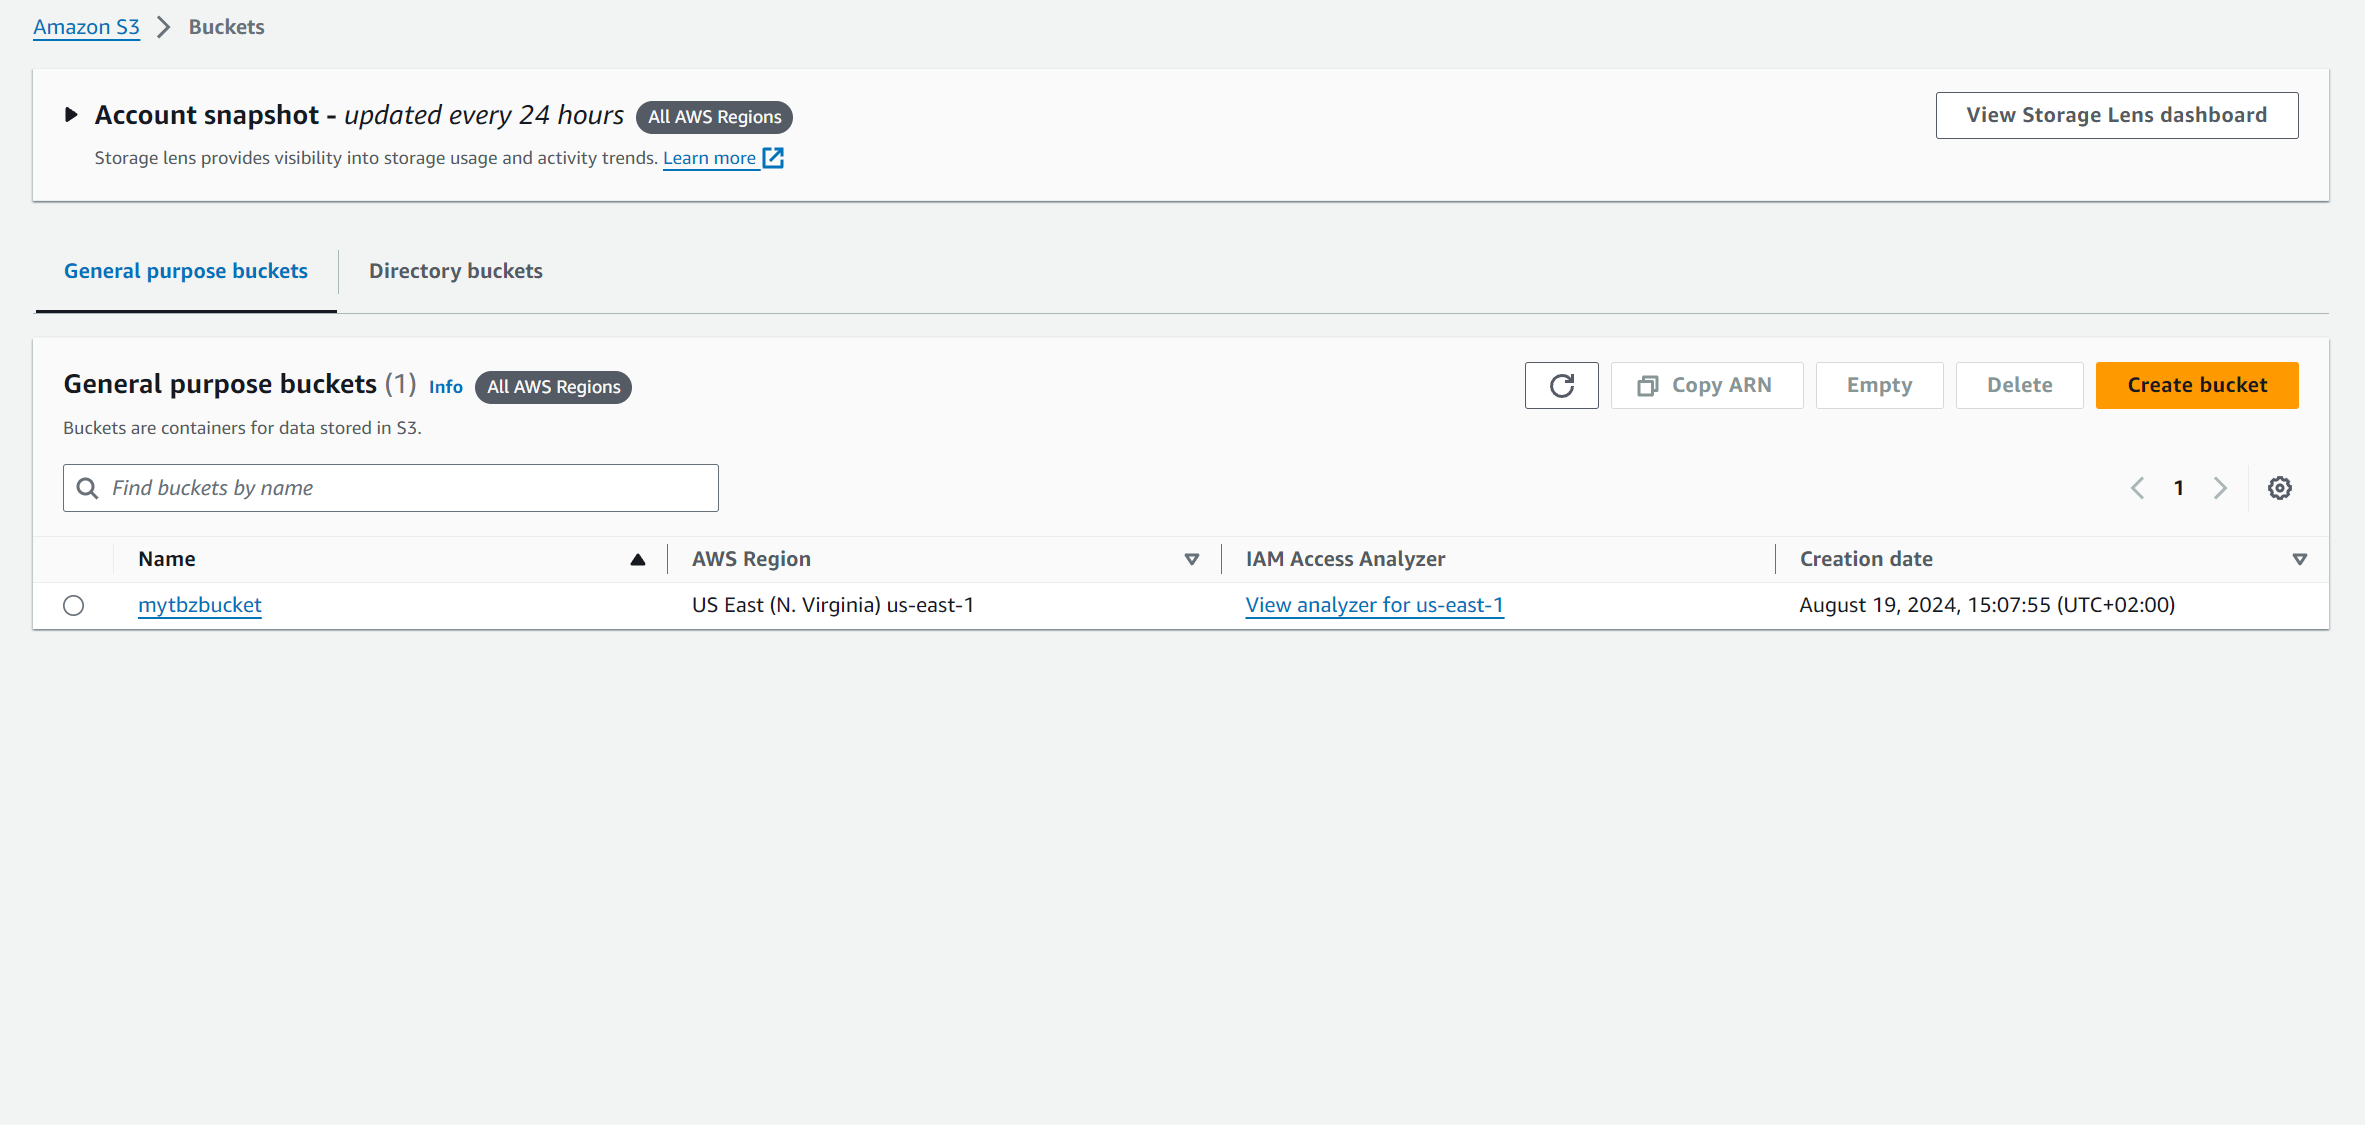 Amazon S3 Buckets
Account snapshot - updated every 24 hours All AWS Regions
View Storage Lens dashboard
Storage lens provides visibility into storage usage and activity trends. Learn more
General purpose buckets Directory buckets
General purpose buckets (1) Info All AWS Regions
Copy ARN Empty Delete Create bucket
Buckets are containers for data stored in S3.
Find buckets by name
1
Name AWS Region IAM Access Analyzer Creation date
mytbzbucket US East (N. Virginia) us-east-1 View analyzer for us-east-1 August 19, 2024, 15:07:55 (UTC+02:00)